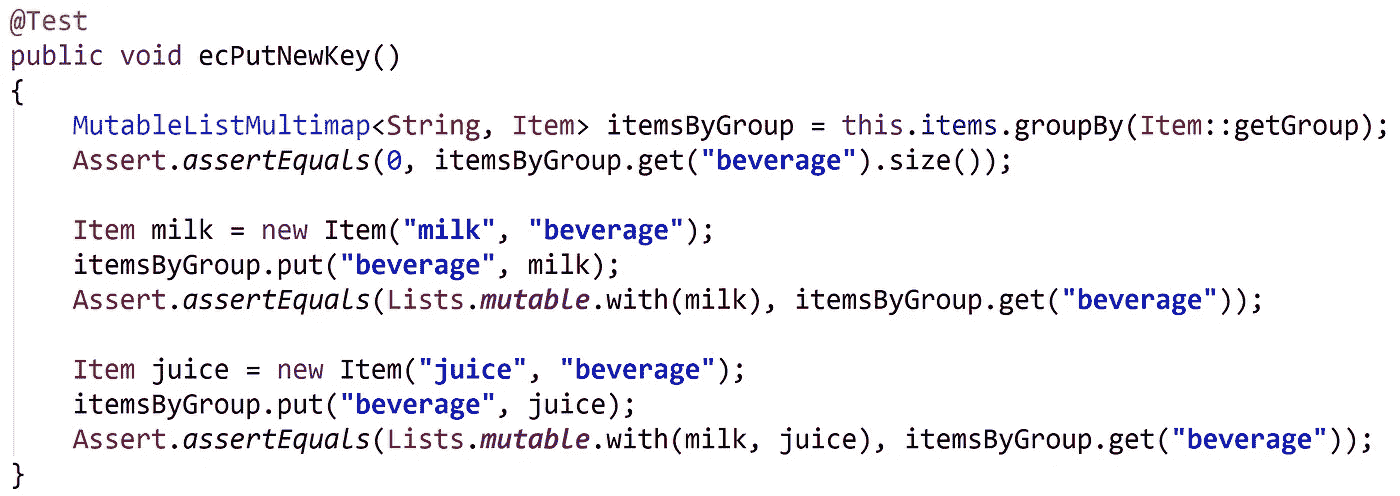 @Test
public void ecPutNewKey()
{
    MutableListMultimap<String, Item> itemsByGroup = this.items.groupBy(Item::getGroup);
    Assert.assertEquals(0, itemsByGroup.get("beverage").size());

    Item milk = new Item("milk", "beverage");
    itemsByGroup.put("beverage", milk);
    Assert.assertEquals(Lists.mutable.with(milk), itemsByGroup.get("beverage"));

    Item juice = new Item("juice", "beverage");
    itemsByGroup.put("beverage", juice);
    Assert.assertEquals(Lists.mutable.with(milk, juice), itemsByGroup.get("beverage"));
}